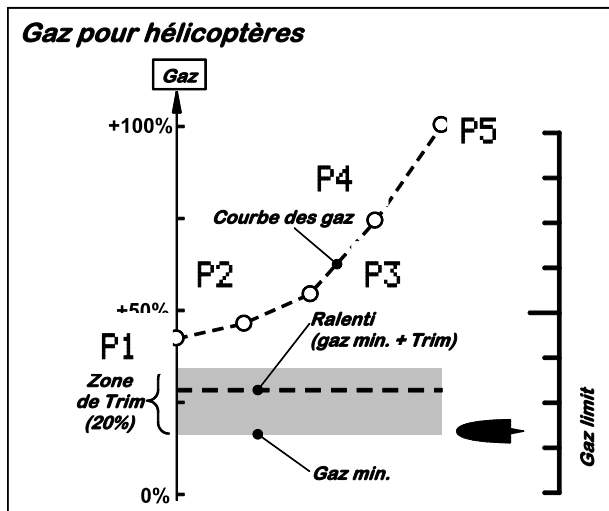 Gaz pour hélicoptères
Gaz
+100%
P5
P4
Courbe des gaz
P2
P3
+50%
Ralenti
(gaz min. + Trim)
P1
Zone
de Trim
(20%)
Gaz limit
Gaz min.
0%